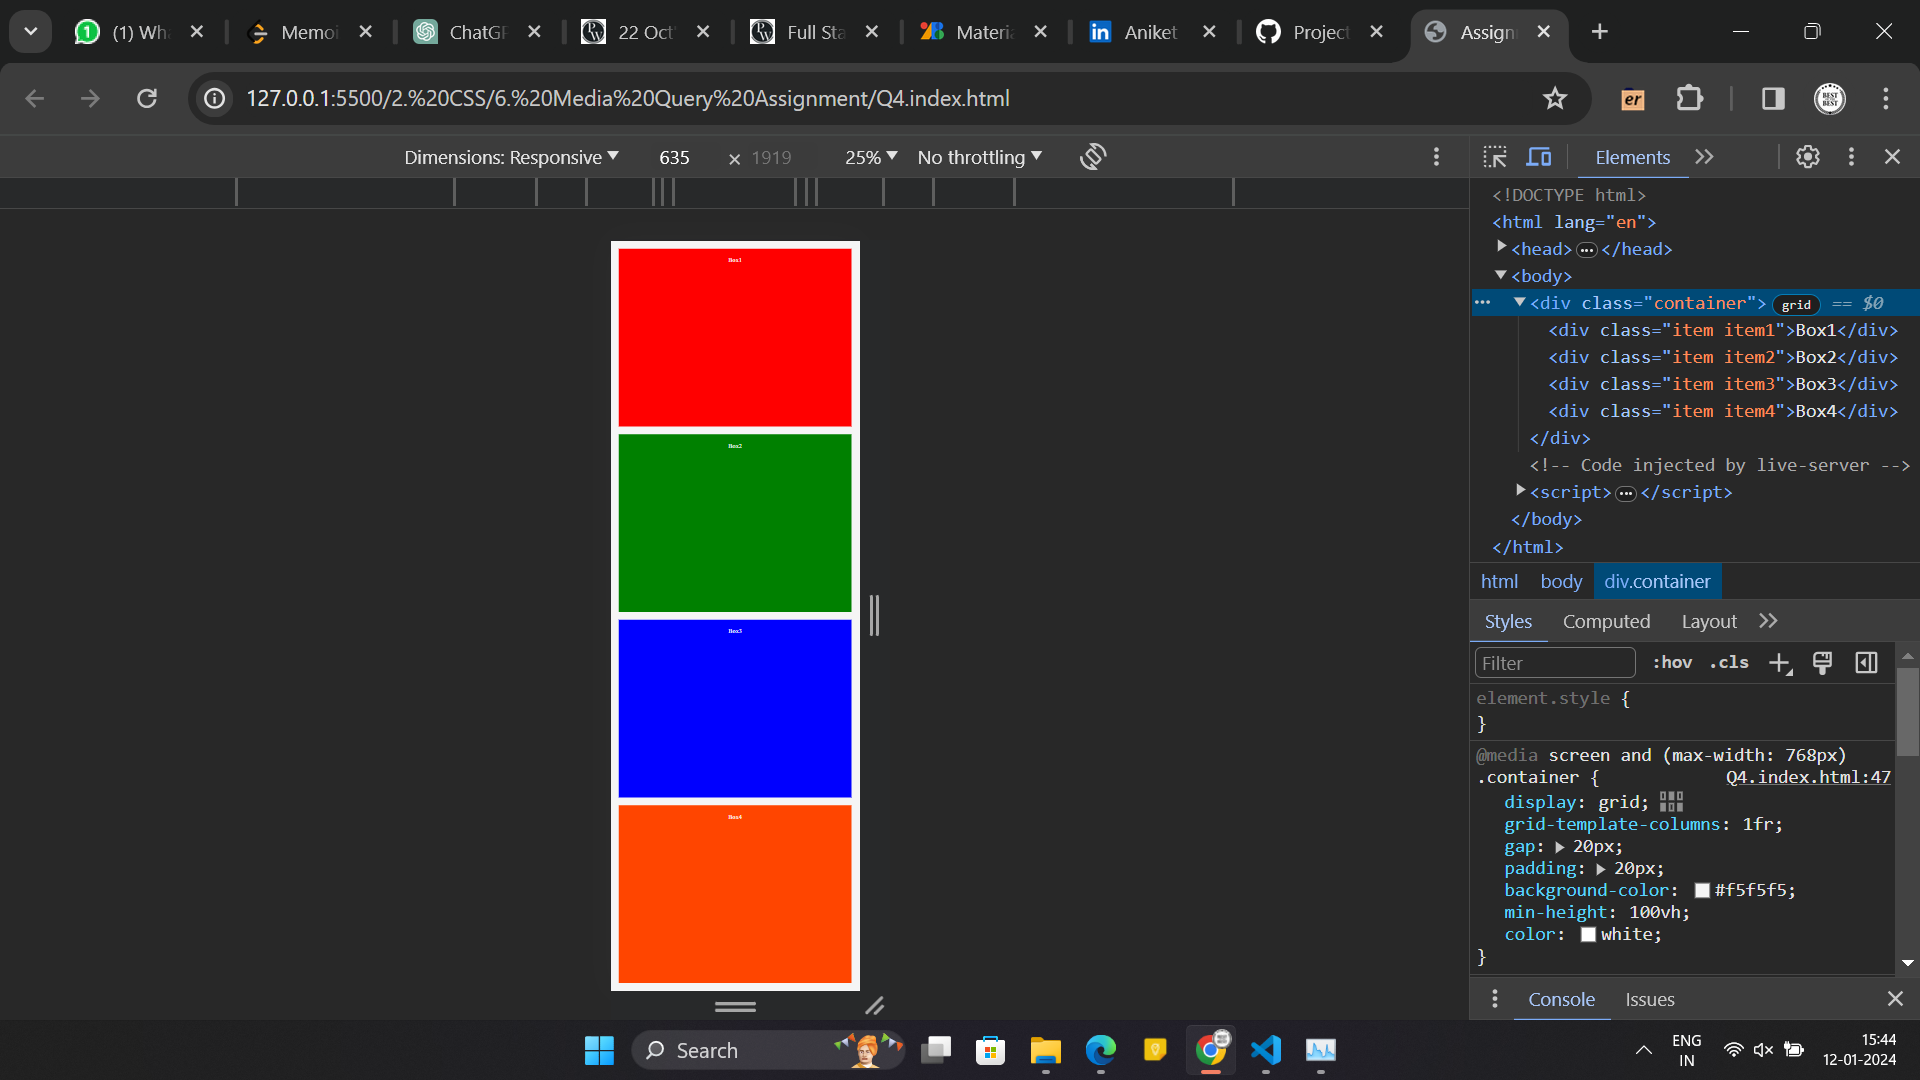 (1) Wha
Memoi
ChatGP
22 Oct'
Full Sta
Materia
Aniket
Project
Assign
127.0.0.1:5500/2.%20CSS/6.%20Media%20Query%20Assignment/Q4.index.html
er
Dimensions: Responsive 635 × 1919 25% No throttling
Elements
Box1
Box2
Box3
Box4
<!DOCTYPE html>
<html lang="en">
<head>…</head>
<body>
<div class="container"> grid == $0
<div class="item item1">Box1</div>
<div class="item item2">Box2</div>
<div class="item item3">Box3</div>
<div class="item item4">Box4</div>
</div>
<!-- Code injected by live-server -->
<script>…</script>
</body>
</html>
html body div.container
Styles Computed Layout
Filter :hov .cls
element.style {
}
@media screen and (max-width: 768px)
.container { Q4.index.html:47
display: grid;
grid-template-columns: 1fr;
gap: 20px;
padding: 20px;
background-color: #f5f5f5;
min-height: 100vh;
color: white;
}
Console Issues
Search
ENG
IN
15:44
12-01-2024